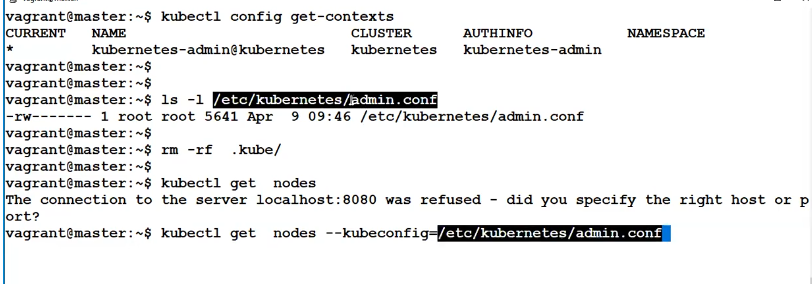 vagrant@master:~$ kubectl config get-contexts
CURRENT   NAME                          CLUSTER      AUTHINFO           NAMESPACE
*         kubernetes-admin@kubernetes   kubernetes   kubernetes-admin
vagrant@master:~$
vagrant@master:~$
vagrant@master:~$ ls -l /etc/kubernetes/admin.conf
-rw------- 1 root root 5641 Apr  9 09:46 /etc/kubernetes/admin.conf
vagrant@master:~$
vagrant@master:~$ rm -rf  .kube/
vagrant@master:~$
vagrant@master:~$ kubectl get  nodes
The connection to the server localhost:8080 was refused - did you specify the right host or p
ort?
vagrant@master:~$ kubectl get  nodes --kubeconfig=/etc/kubernetes/admin.conf